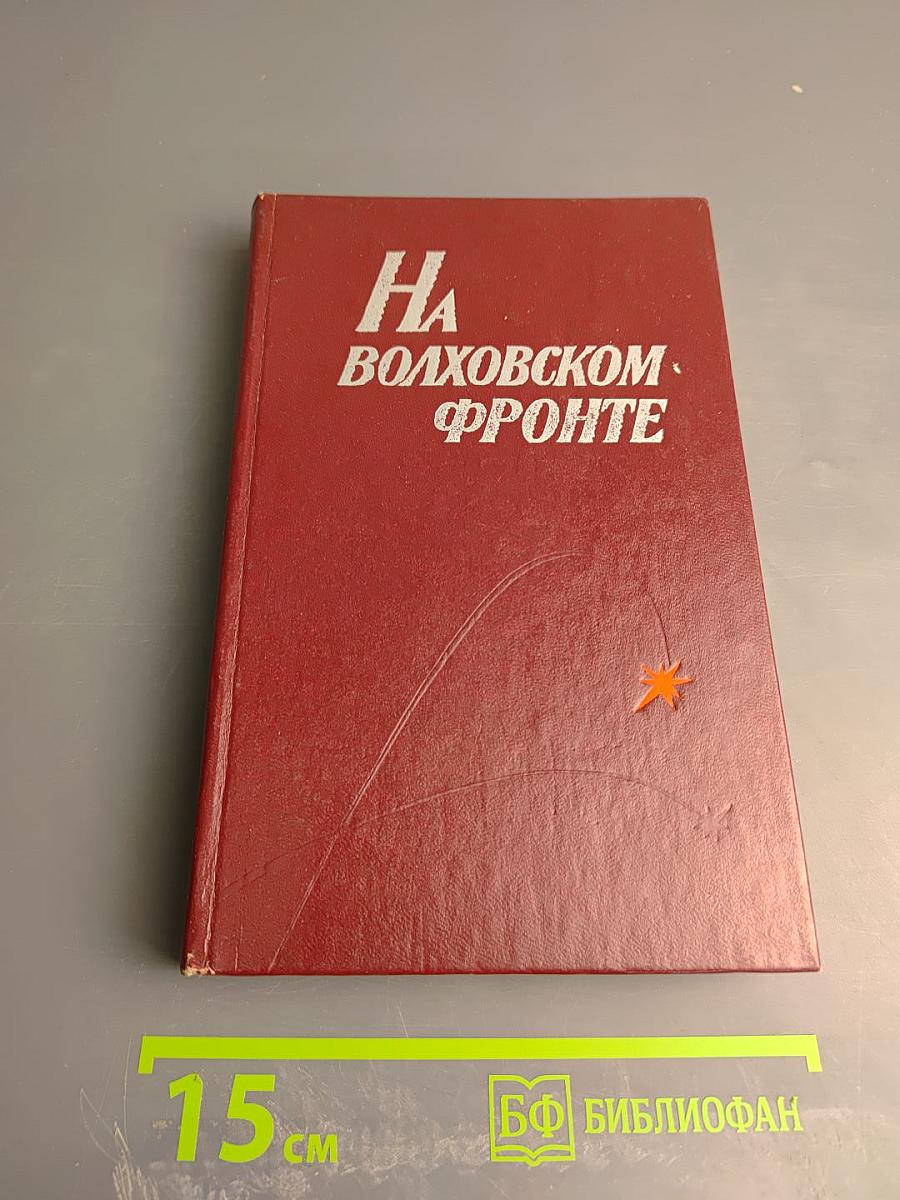 На
ВОЛХОВСКОМ
ФРОНТЕ
15 см
БФ БИБЛИОФАН